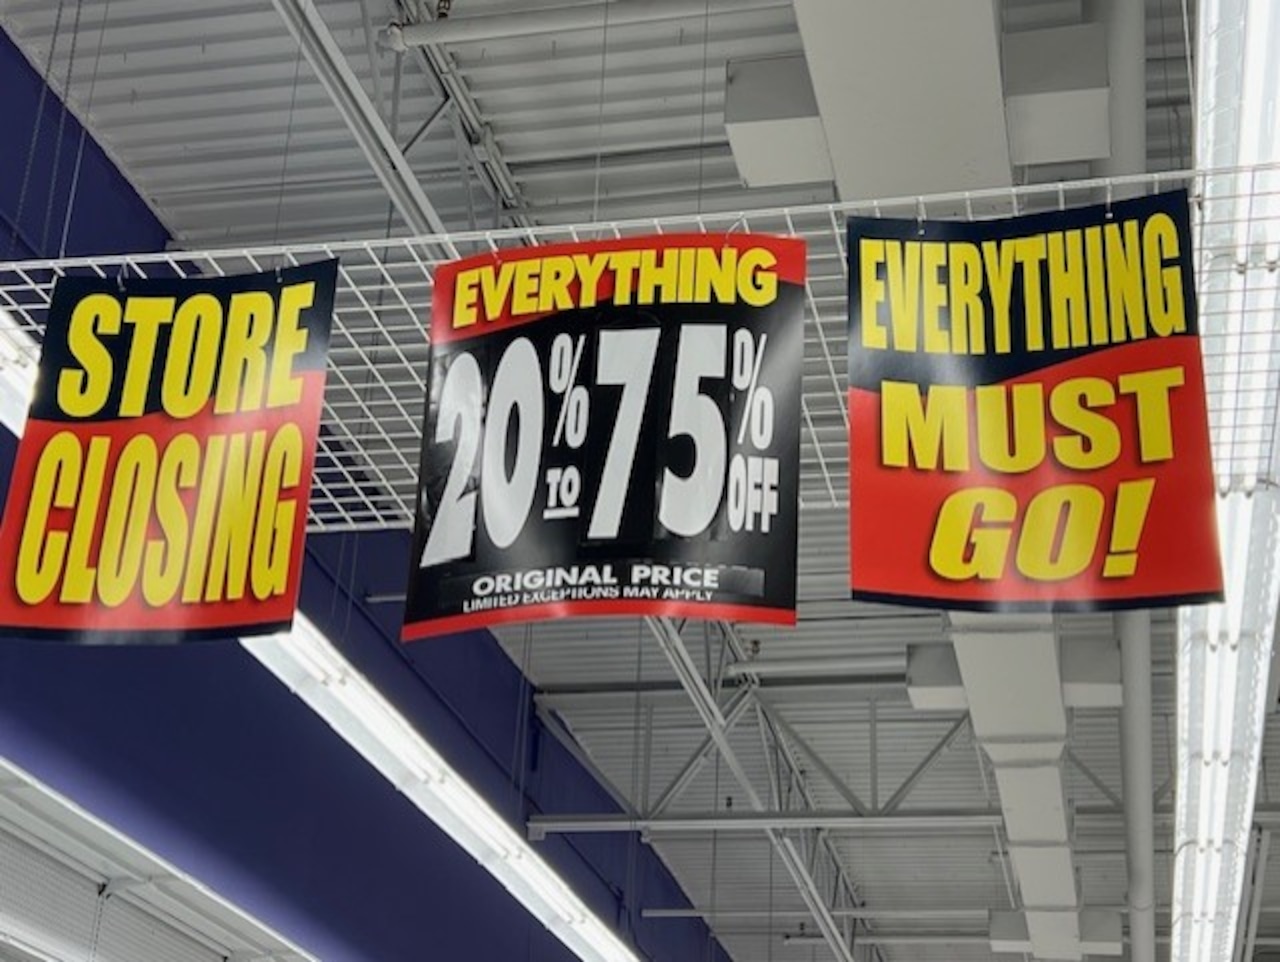 STORE
CLOSING
EVERYTHING
20% TO 75% OFF
ORIGINAL PRICE
LIMITED EXCEPTIONS MAY APPLY
EVERYTHING
MUST
GO!